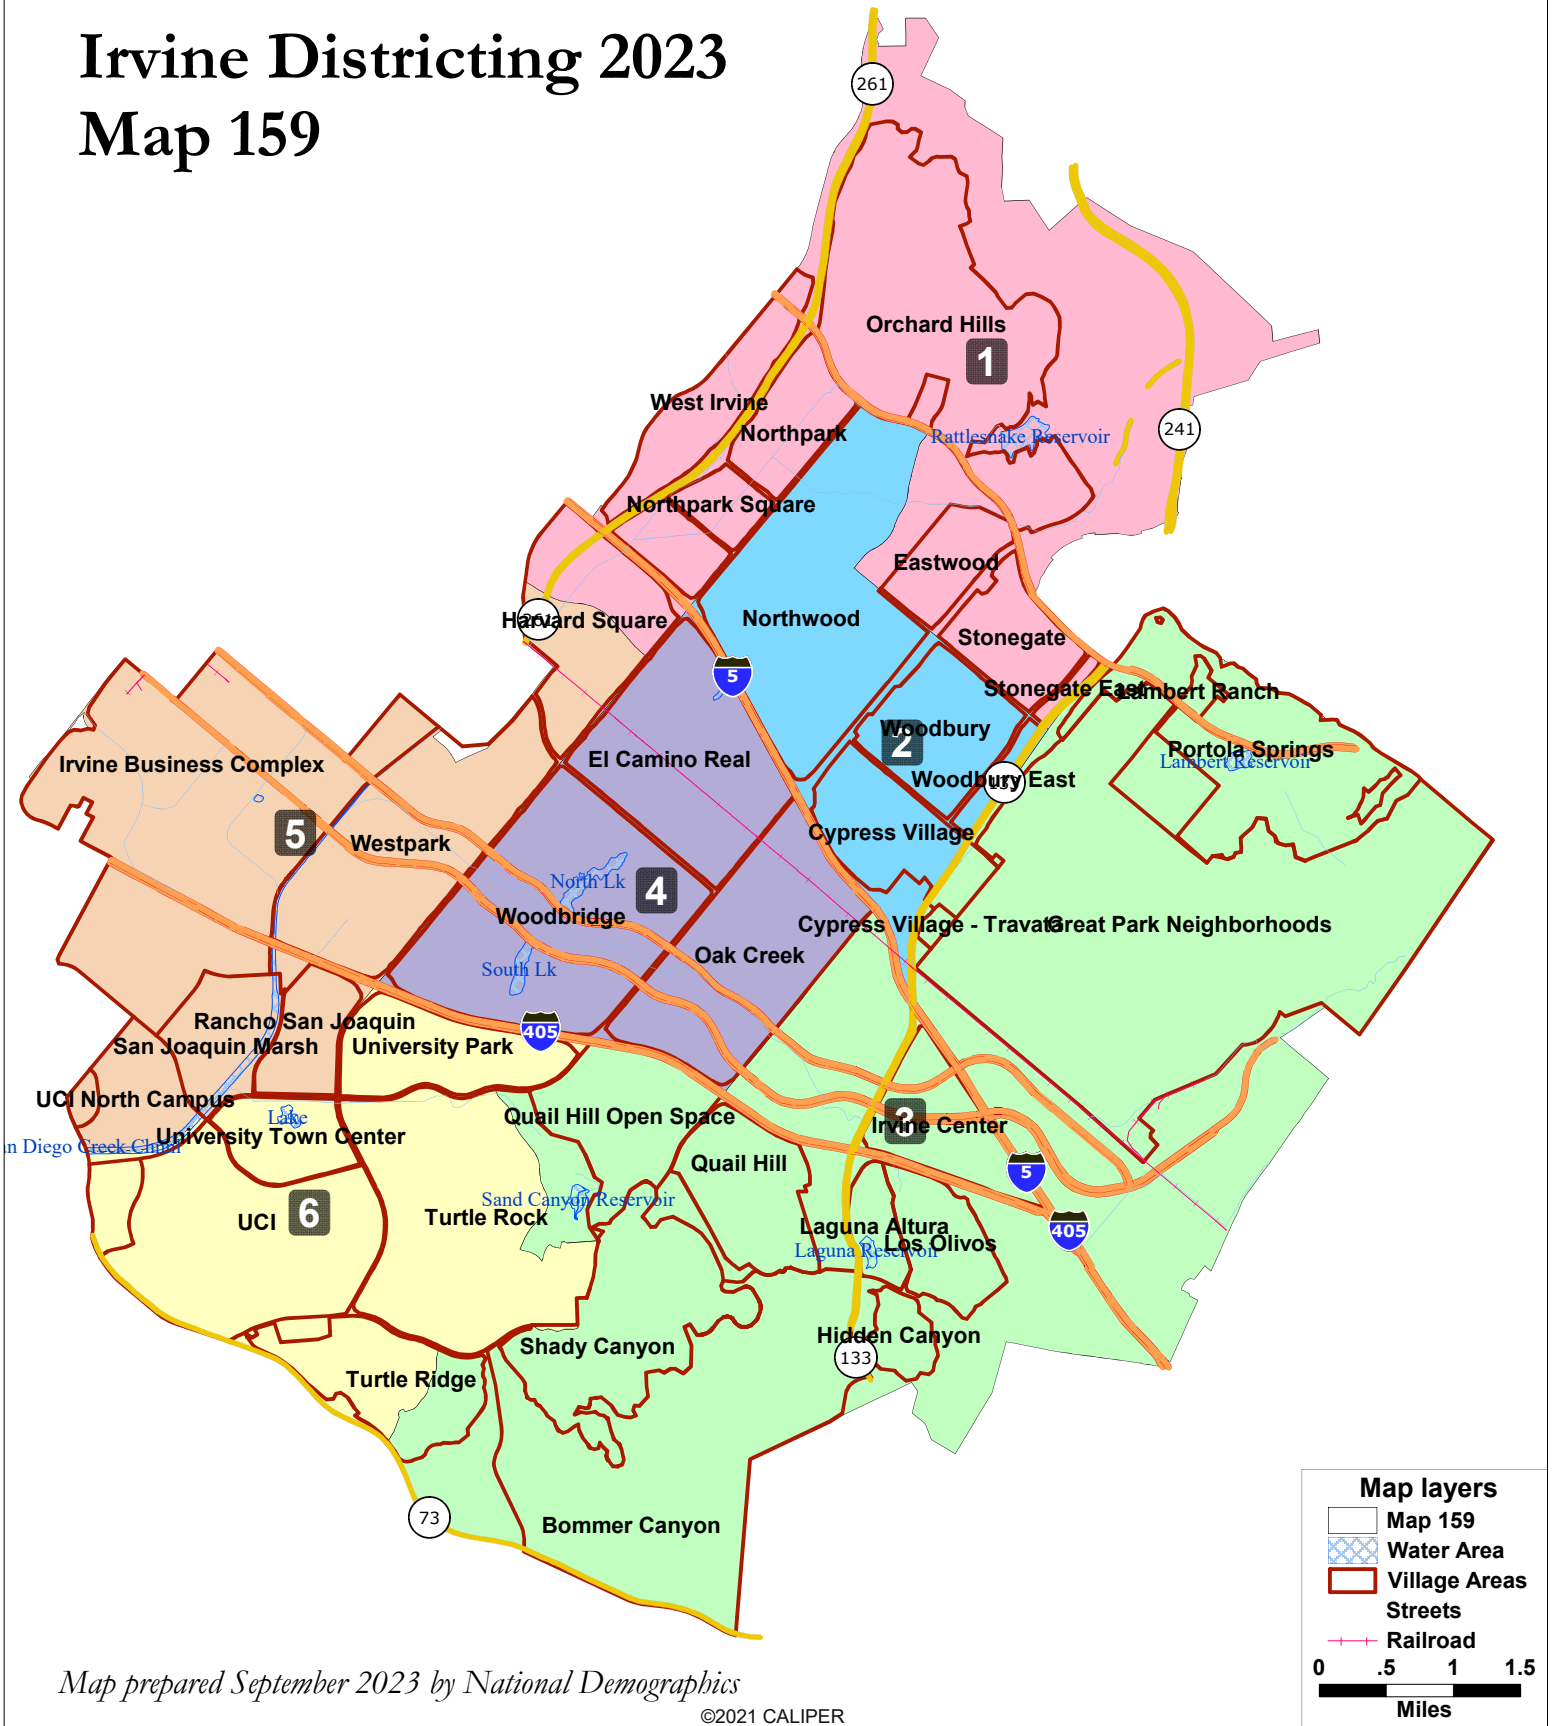 Irvine Districting 2023
Map 159
261
Orchard Hills
1
West Irvine
241
Northpark
Rattlesnake Reservoir
Northpark Square
Eastwood
261
Harvard Square
Northwood
Stonegate
5
Stonegate East
Lambert Ranch
Woodbury
2
Portola Springs
Lambert Reservoir
El Camino Real
Irvine Business Complex
Woodbury East
133
5
Westpark
Cypress Village
North Lk
4
Woodbridge
Cypress Village - Travata
Great Park Neighborhoods
Oak Creek
South Lk
Rancho San Joaquin
405
San Joaquin Marsh
University Park
UCI North Campus
Lake
Quail Hill Open Space
3
Irvine Center
University Town Center
an Diego Creek Chnnl
Quail Hill
5
Sand Canyon Reservoir
UCI
6
Turtle Rock
Laguna Altura
405
Los Olivos
Laguna Reservoir
Hidden Canyon
Shady Canyon
133
Turtle Ridge
73
Bommer Canyon
Map layers
Map 159
Water Area
Village Areas
Streets
Railroad
0 .5 1 1.5
Miles
Map prepared September 2023 by National Demographics
©2021 CALIPER